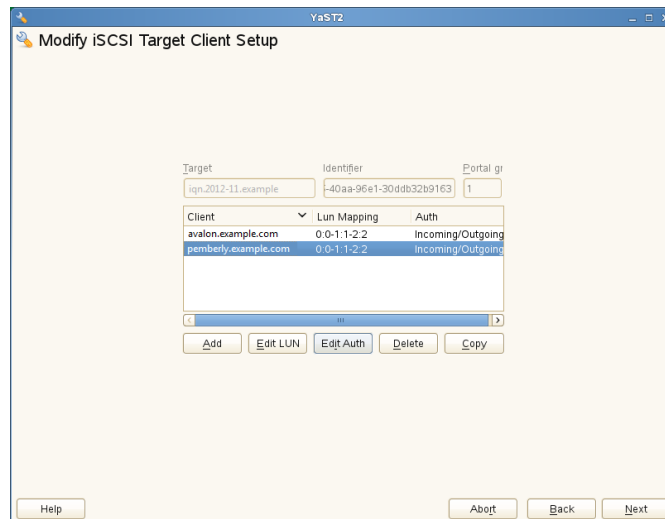 YaST2
Modify iSCSI Target Client Setup
Target Identifier Portal gr
iqn.2012-11.example -40aa-96e1-30ddb32b9163 1
Client Lun Mapping Auth
avalon.example.com 0:0-1:1-2:2 Incoming/Outgoing
pemberly.example.com 0:0-1:1-2:2 Incoming/Outgoing
Add Edit LUN Edit Auth Delete Copy
Help Abort Back Next